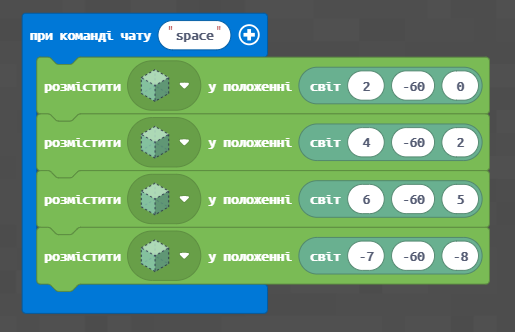 при команді чату "space"
розмістити у положенні світ 2 -60 0
розмістити у положенні світ 4 -60 2
розмістити у положенні світ 6 -60 5
розмістити у положенні світ -7 -60 -8